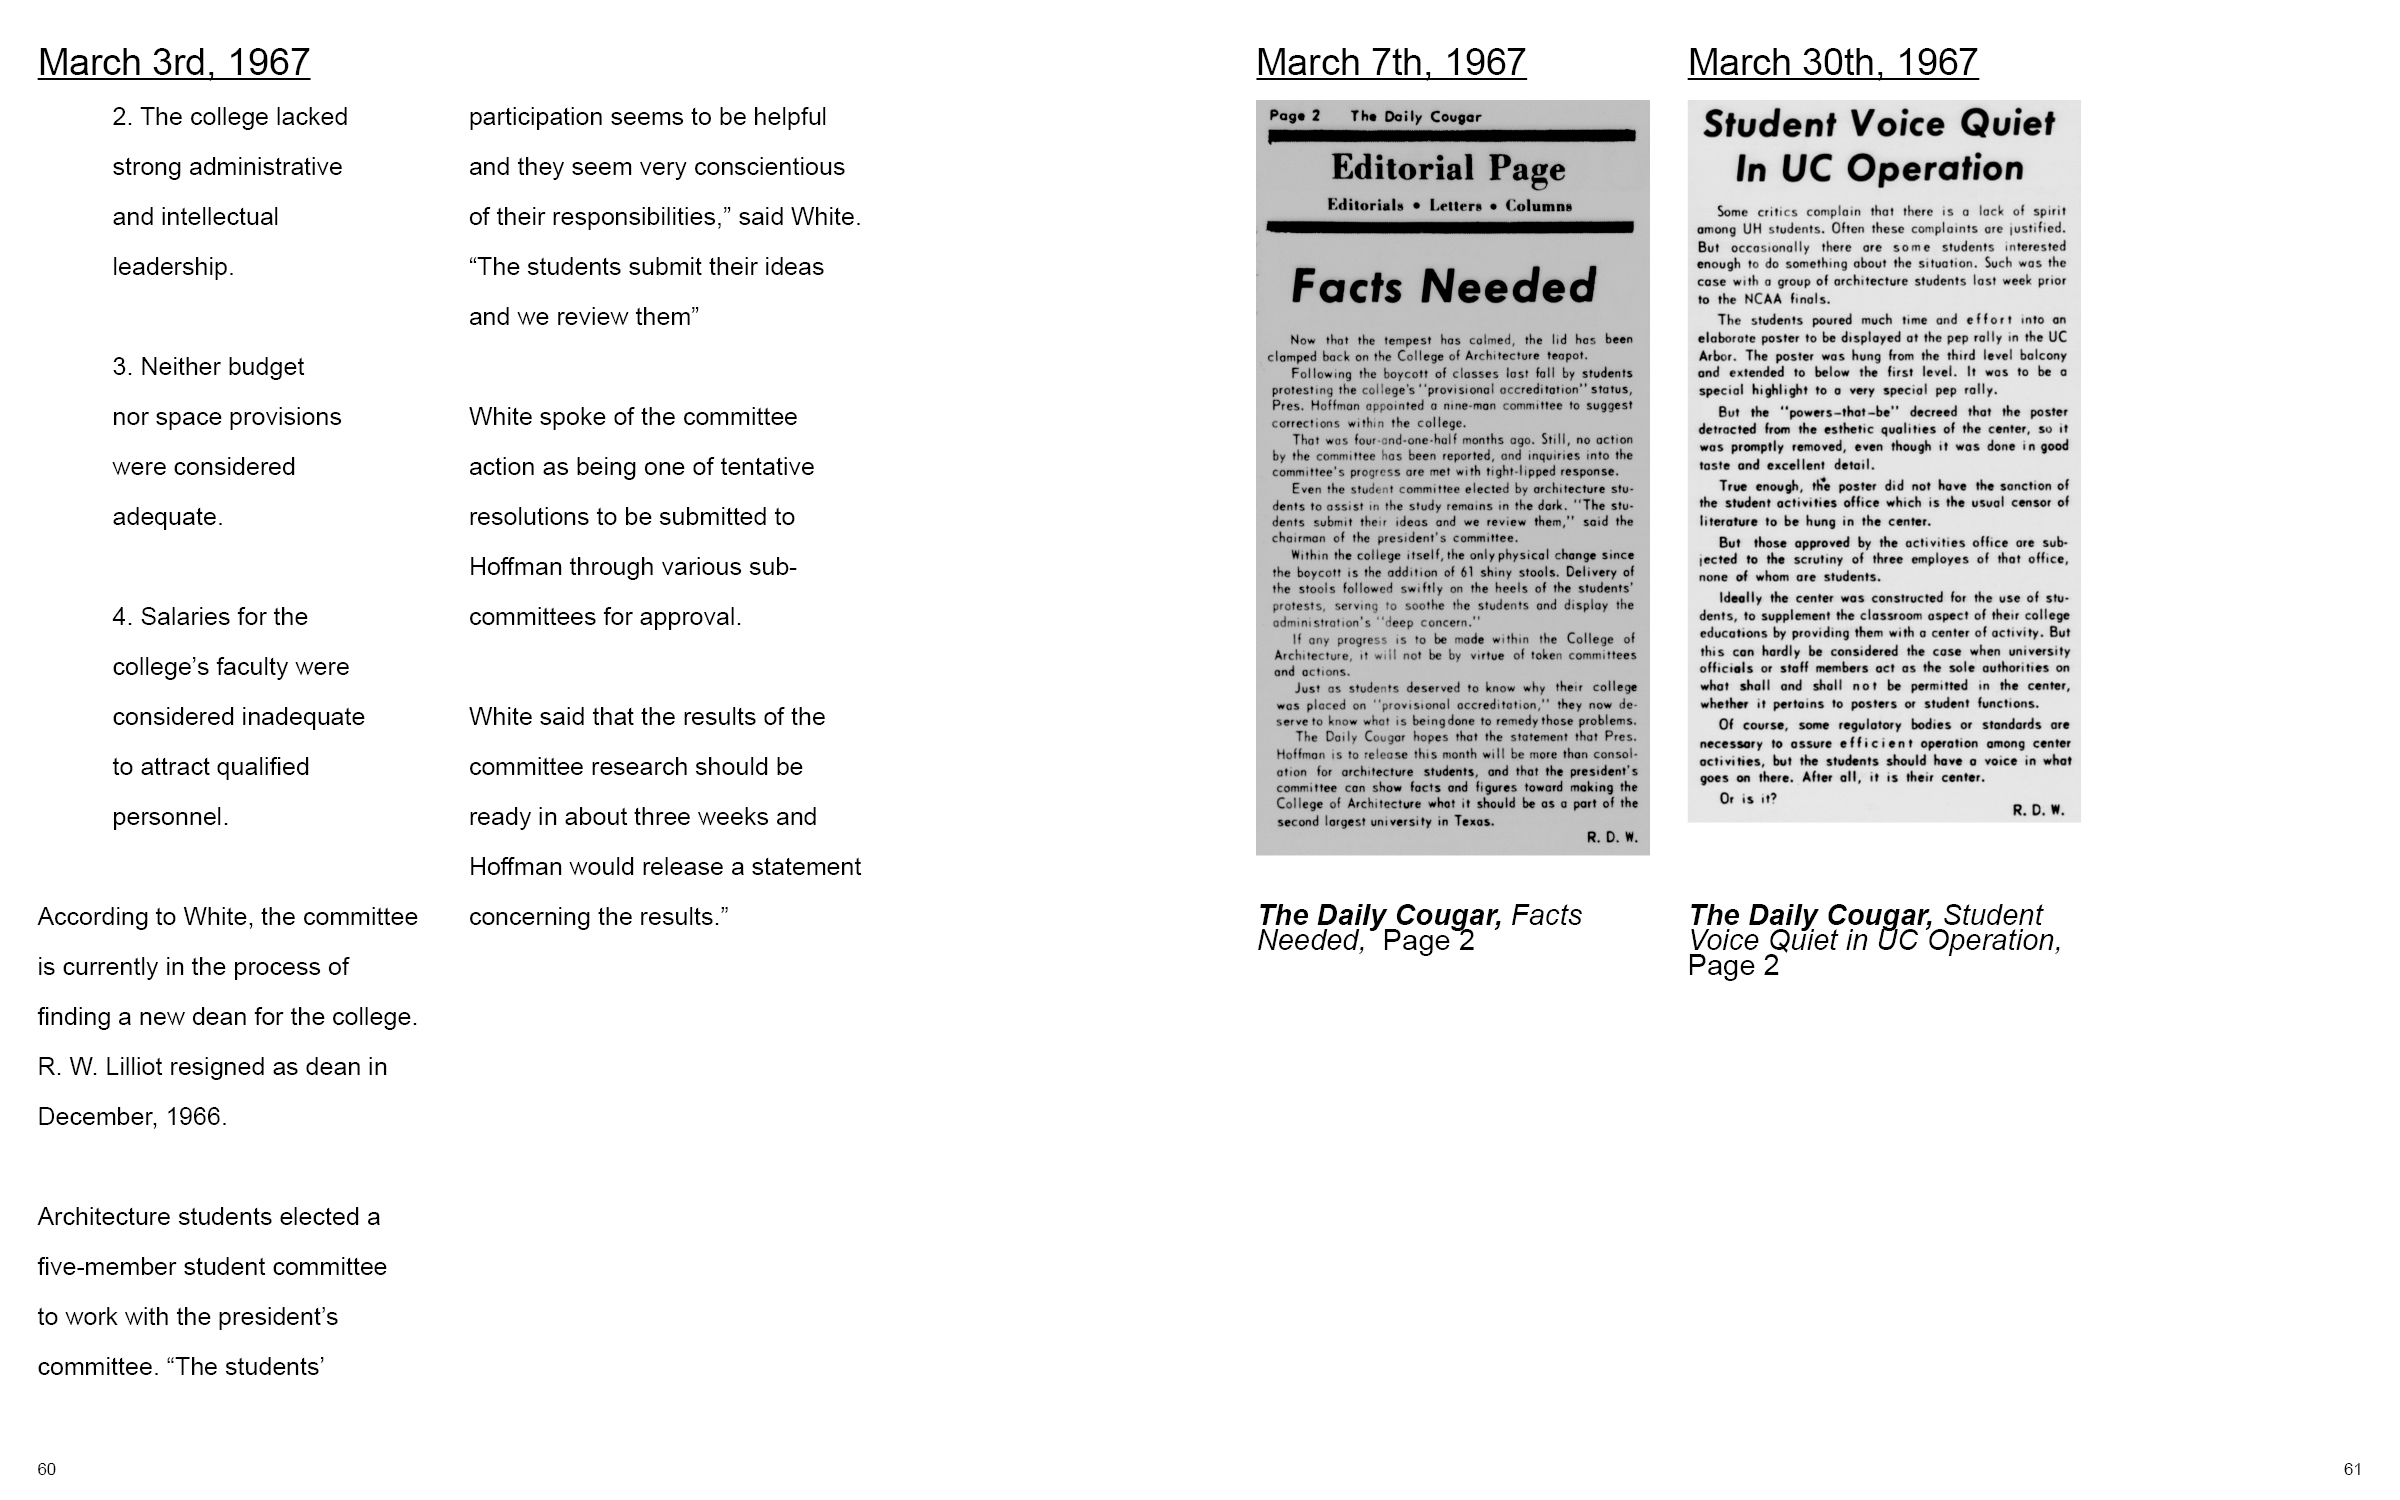 March 3rd, 1967
2. The college lacked
strong administrative
and intellectual
leadership.
3. Neither budget
nor space provisions
were considered
adequate.
4. Salaries for the
college’s faculty were
considered inadequate
to attract qualified
personnel.
According to White, the committee
is currently in the process of
finding a new dean for the college.
R. W. Lilliot resigned as dean in
December, 1966.
Architecture students elected a
five-member student committee
to work with the president’s
committee. “The students’
participation seems to be helpful
and they seem very conscientious
of their responsibilities,” said White.
“The students submit their ideas
and we review them”
White spoke of the committee
action as being one of tentative
resolutions to be submitted to
Hoffman through various sub-
committees for approval.
White said that the results of the
committee research should be
ready in about three weeks and
Hoffman would release a statement
concerning the results.”
60
March 7th, 1967
Page 2 The Daily Cougar
Editorial Page
Editorials • Letters • Columns
Facts Needed
Now that the tempest has calmed, the lid has been
clamped back on the College of Architecture teapot.
Following the boycott of classes last fall by students
protesting the college's "provisional accreditation" status,
Pres. Hoffman appointed a nine-man committee to suggest
corrections within the college.
That was four-and-one-half months ago. Still, no action
by the committee has been reported, and inquiries into the
committee's progress are met with tight-lipped response.
Even the student committee elected by architecture stu-
dents to assist in the study remains in the dark. "The stu-
dents submit their ideas and we review them," said the
chairman of the president's committee.
Within the college itself, the only physical change since
the boycott is the addition of 61 shiny stools. Delivery of
the stools followed swiftly on the heels of the students'
protests, serving to soothe the students and display the
administration's "deep concern."
If any progress is to be made within the College of
Architecture, it will not be by virtue of token committees
and actions.
Just as students deserved to know why their college
was placed on "provisional accreditation," they now de-
serve to know what is being done to remedy those problems.
The Daily Cougar hopes that the statement that Pres.
Hoffman is to release this month will be more than consol-
ation for architecture students, and that the president's
committee can show facts and figures toward making the
College of Architecture what it should be as a part of the
second largest university in Texas.
R. D. W.
The Daily Cougar, Facts
Needed, Page 2
March 30th, 1967
Student Voice Quiet
In UC Operation
Some critics complain that there is a lack of spirit
among UH students. Often these complaints are justified.
But occasionally there are some students interested
enough to do something about the situation. Such was the
case with a group of architecture students last week prior
to the NCAA finals.
The students poured much time and effort into an
elaborate poster to be displayed at the pep rally in the UC
Arbor. The poster was hung from the third level balcony
and extended to below the first level. It was to be a
special highlight to a very special pep rally.
But the "powers-that-be" decreed that the poster
detracted from the esthetic qualities of the center, so it
was promptly removed, even though it was done in good
taste and excellent detail.
True enough, the poster did not have the sanction of
the student activities office which is the usual censor of
literature to be hung in the center.
But those approved by the activities office are sub-
jected to the scrutiny of three employes of that office,
none of whom are students.
Ideally the center was constructed for the use of stu-
dents, to supplement the classroom aspect of their college
educations by providing them with a center of activity. But
this can hardly be considered the case when university
officials or staff members act as the sole authorities on
what shall and shall not be permitted in the center,
whether it pertains to posters or student functions.
Of course, some regulatory bodies or standards are
necessary to assure efficient operation among center
activities, but the students should have a voice in what
goes on there. After all, it is their center.
Or is it?
R. D. W.
The Daily Cougar, Student
Voice Quiet in UC Operation,
Page 2
61